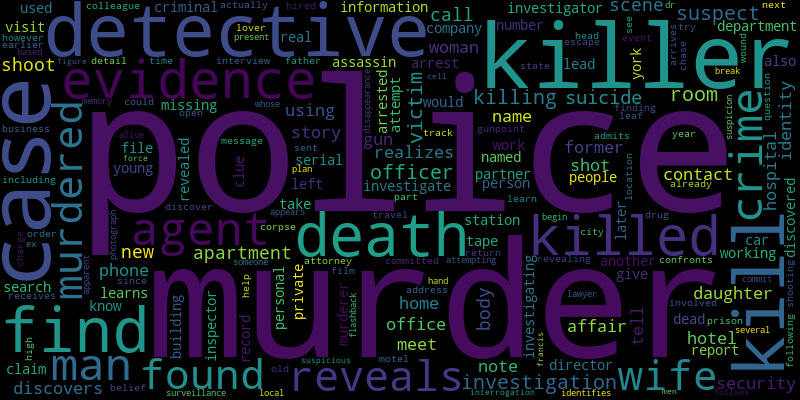 colleague
used
criminal
actually
hired
information
scene
dr
next
visit
however
detective
real
call
investigator
suspect
see
try
earlier
based
lover
present
interview
father
company
number
department
shoot
figure
detail
time
assassin
woman
arrest
escape
head
event
chase
arrives
wound
also
evidence
cell
state
lead
york
break
killer
missing
arrested
attempt
victim
killing
suicide
room
memory
could
whose
using
disappearance
would
name
finding
leaf
suspicion
business
open
story
gun
realizes
gunpoint
admits
year
question
identity
case
file
alive
track
work
former
including
force
message
officer
named
shot
contact
hospital
young
revealed
clue
sent
serial
partner
people
location
already
crime
murdered
plan
left
investigate
person
discover
police
part
learn
order
appears
take
travel
station
begin
drug
later
car
discovered
ex
agent
corpse
death
tape
city
charge
photograph
new
apartment
attorney
return
killed
revealing
working
apparent
since
someone
committed
attempting
another
confronts
search
phone
film
hand
give
commit
shooting
receives
learns
help
personal
private
address
lawyer
daughter
know
murder
home
body
involved
find
building
inspector
murderer
flashback
office
investigating
affair
tell
dead
prison
following
high
record
meet
hotel
several
kill
claim
man
suspicious
motel
note
francis
director
report
discovers
belief
found
old
reveals
investigation
wife
security
surveillance
local
interrogation
identifies
men
follows